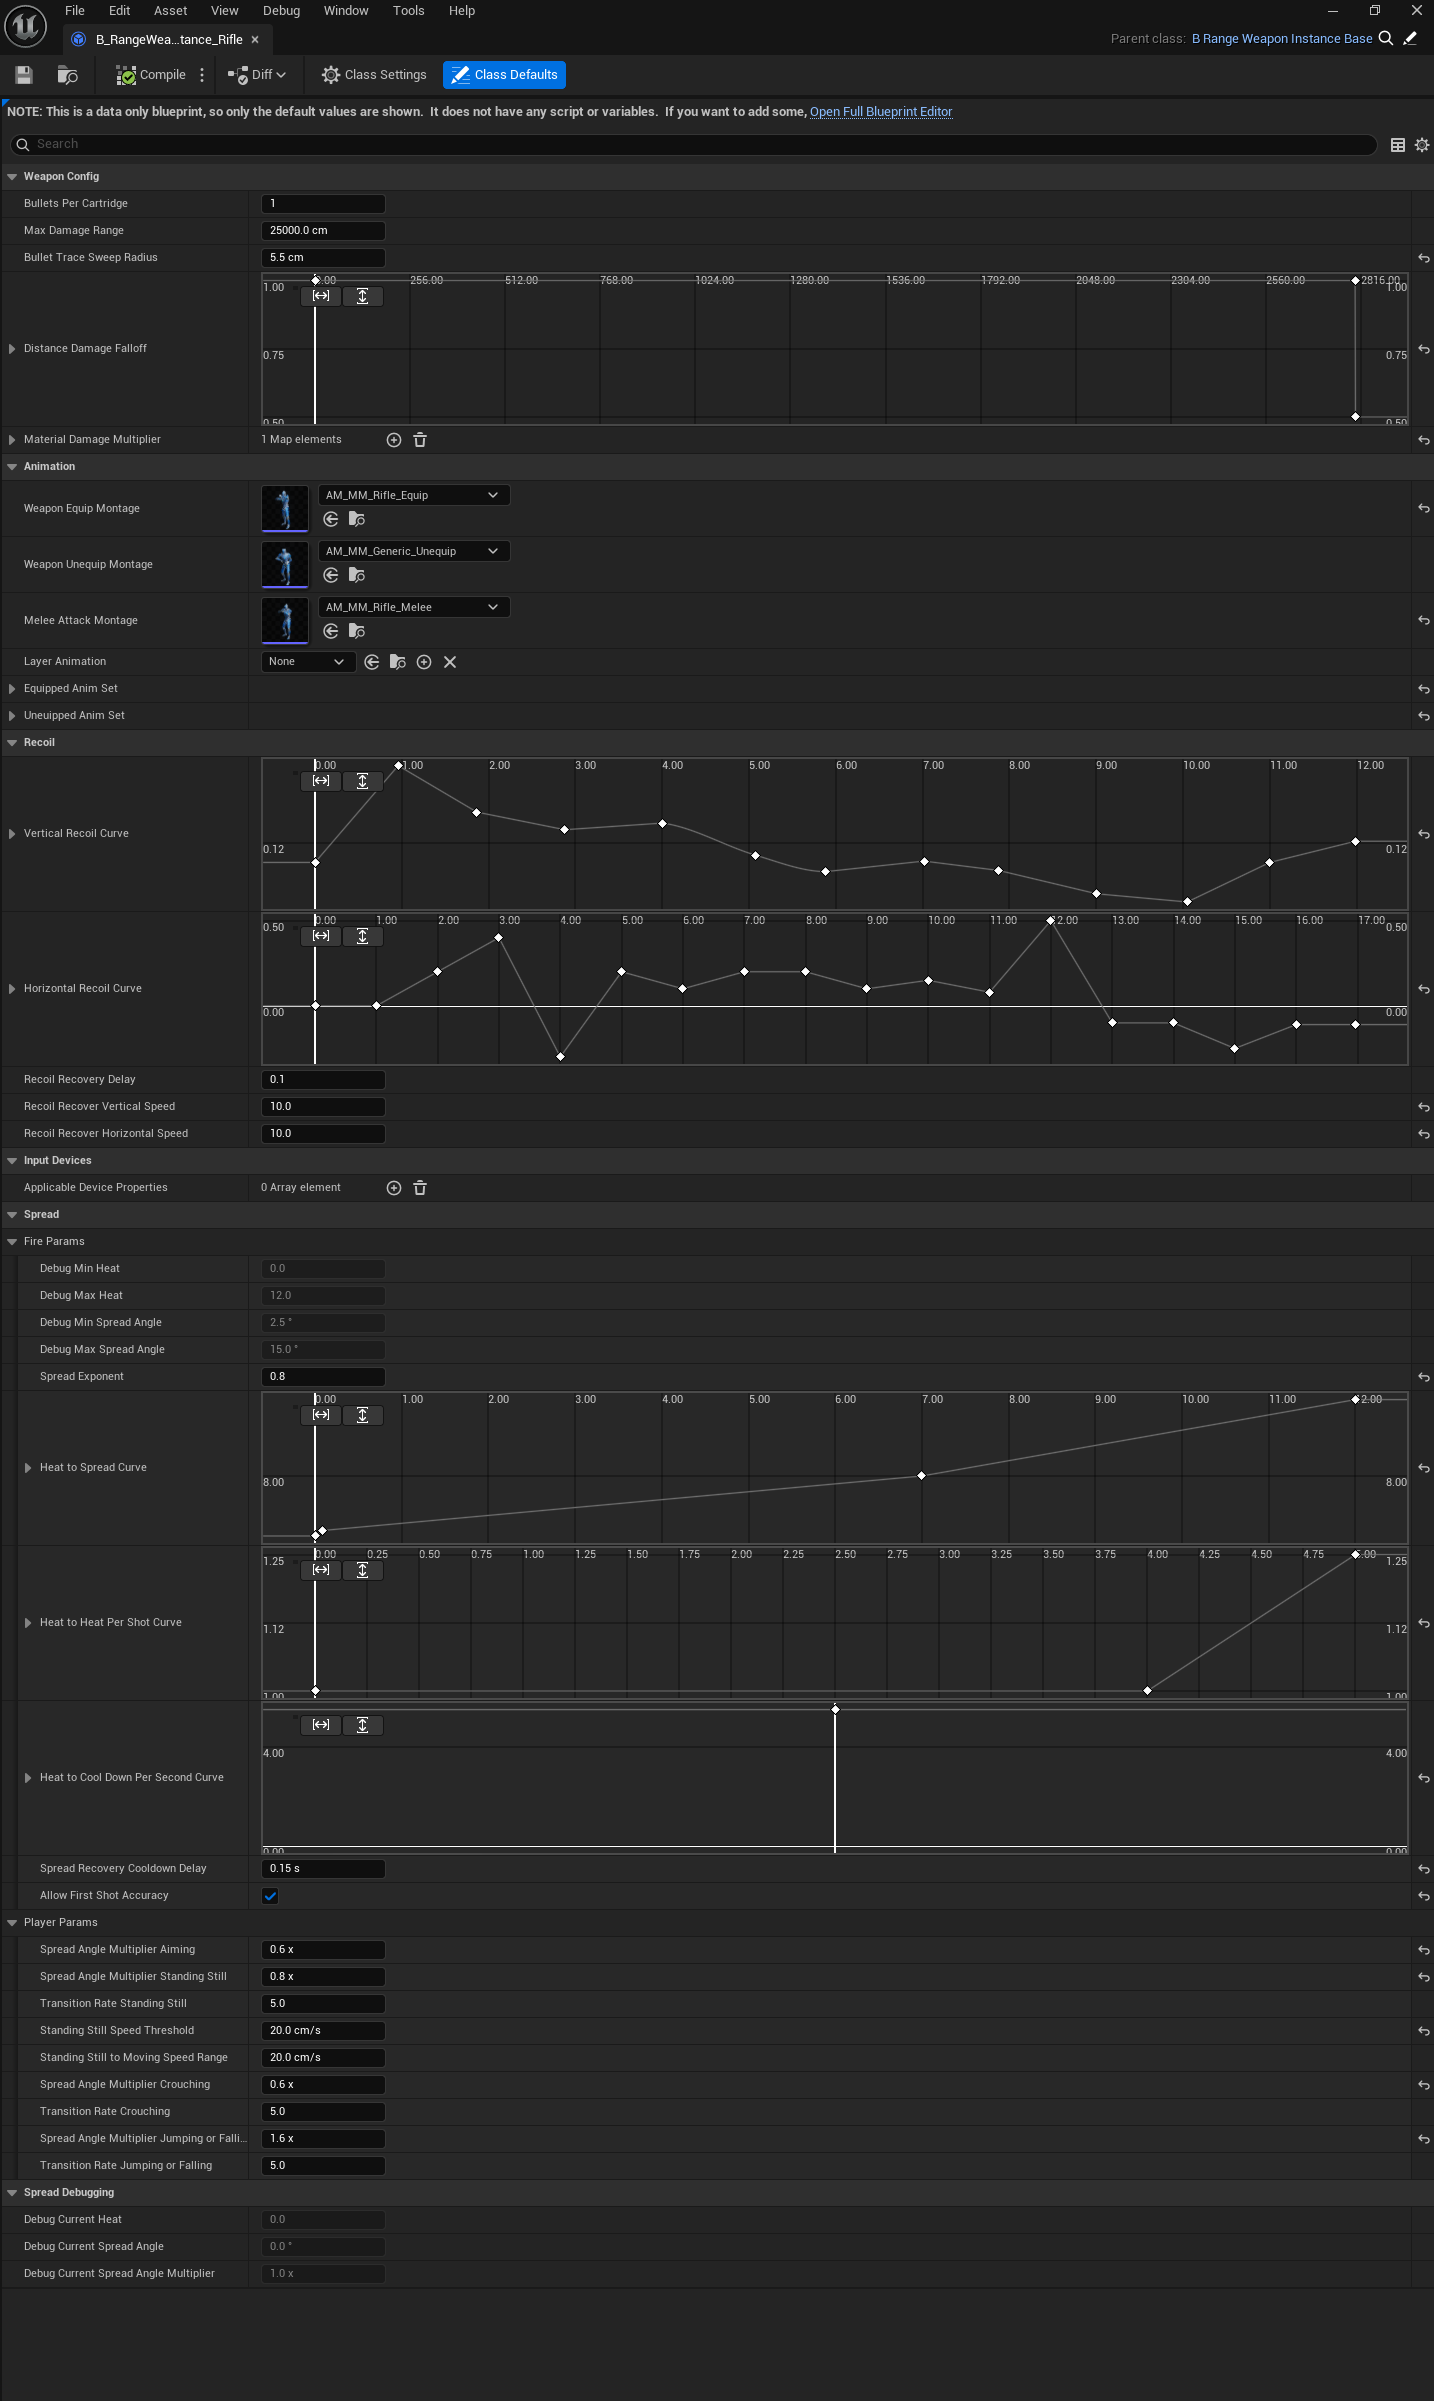 File Edit Asset View Debug Window Tools Help
B_RangeWea...tance_Rifle
Parent class: B Range Weapon Instance Base
Compile Diff Class Settings Class Defaults
NOTE: This is a data only blueprint, so only the default values are shown. It does not have any script or variables. If you want to add some, Open Full Blueprint Editor
Search
Weapon Config
Bullets Per Cartridge 1
Max Damage Range 25000.0 cm
Bullet Trace Sweep Radius 5.5 cm
256.00 512.00 768.00 1024.00 1280.00 1536.00 1792.00 2048.00 2304.00 2560.00 2816.00
1.00 1.00
Distance Damage Falloff
0.75 0.75
0.50 0.50
Material Damage Multiplier 1 Map elements
Animation
Weapon Equip Montage AM_MM_Rifle_Equip
Weapon Unequip Montage AM_MM_Generic_Unequip
Melee Attack Montage AM_MM_Rifle_Melee
Layer Animation None
Equipped Anim Set
Uneuipped Anim Set
Recoil
0.00 1.00 2.00 3.00 4.00 5.00 6.00 7.00 8.00 9.00 10.00 11.00 12.00
Vertical Recoil Curve
0.12 0.12
0.00 1.00 2.00 3.00 4.00 5.00 6.00 7.00 8.00 9.00 10.00 11.00 12.00 13.00 14.00 15.00 16.00 17.00
0.50 0.50
Horizontal Recoil Curve
0.00 0.00
Recoil Recovery Delay 0.1
Recoil Recover Vertical Speed 10.0
Recoil Recover Horizontal Speed 10.0
Input Devices
Applicable Device Properties 0 Array element
Spread
Fire Params
Debug Min Heat 0.0
Debug Max Heat 12.0
Debug Min Spread Angle 2.5 °
Debug Max Spread Angle 15.0 °
Spread Exponent 0.8
0.00 1.00 2.00 3.00 4.00 5.00 6.00 7.00 8.00 9.00 10.00 11.00 12.00
Heat to Spread Curve
8.00 8.00
0.00 0.25 0.50 0.75 1.00 1.25 1.50 1.75 2.00 2.25 2.50 2.75 3.00 3.25 3.50 3.75 4.00 4.25 4.50 4.75 5.00
1.25 1.25
Heat to Heat Per Shot Curve
1.12 1.12
1.00 1.00
4.00 4.00
Heat to Cool Down Per Second Curve
0.00 0.00
Spread Recovery Cooldown Delay 0.15 s
Allow First Shot Accuracy
Player Params
Spread Angle Multiplier Aiming 0.6 x
Spread Angle Multiplier Standing Still 0.8 x
Transition Rate Standing Still 5.0
Standing Still Speed Threshold 20.0 cm/s
Standing Still to Moving Speed Range 20.0 cm/s
Spread Angle Multiplier Crouching 0.6 x
Transition Rate Crouching 5.0
Spread Angle Multiplier Jumping or Falli... 1.6 x
Transition Rate Jumping or Falling 5.0
Spread Debugging
Debug Current Heat 0.0
Debug Current Spread Angle 0.0 °
Debug Current Spread Angle Multiplier 1.0 x